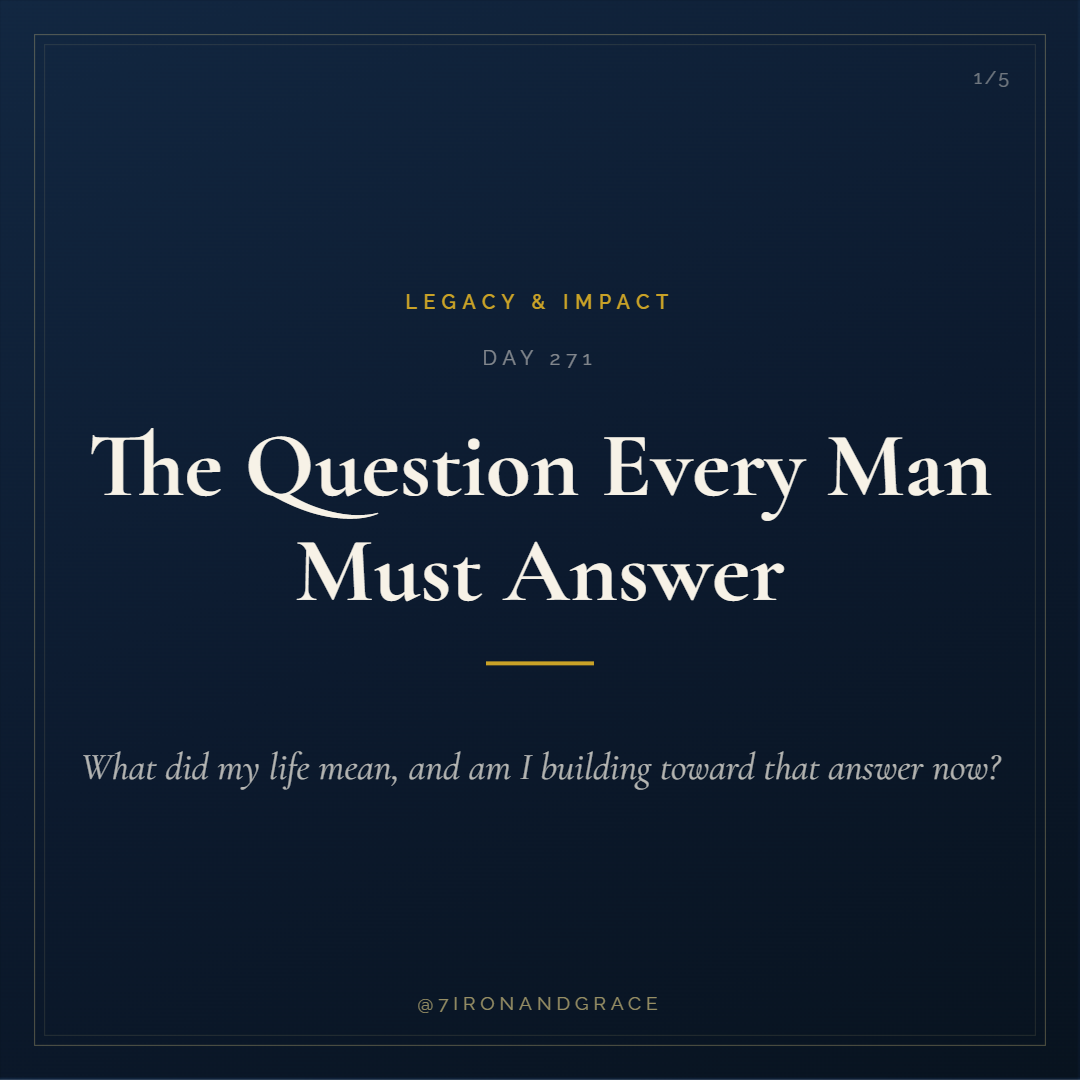 1/5
LEGACY & IMPACT
DAY 271
The Question Every Man
Must Answer
What did my life mean, and am I building toward that answer now?
@7IRONANDGRACE